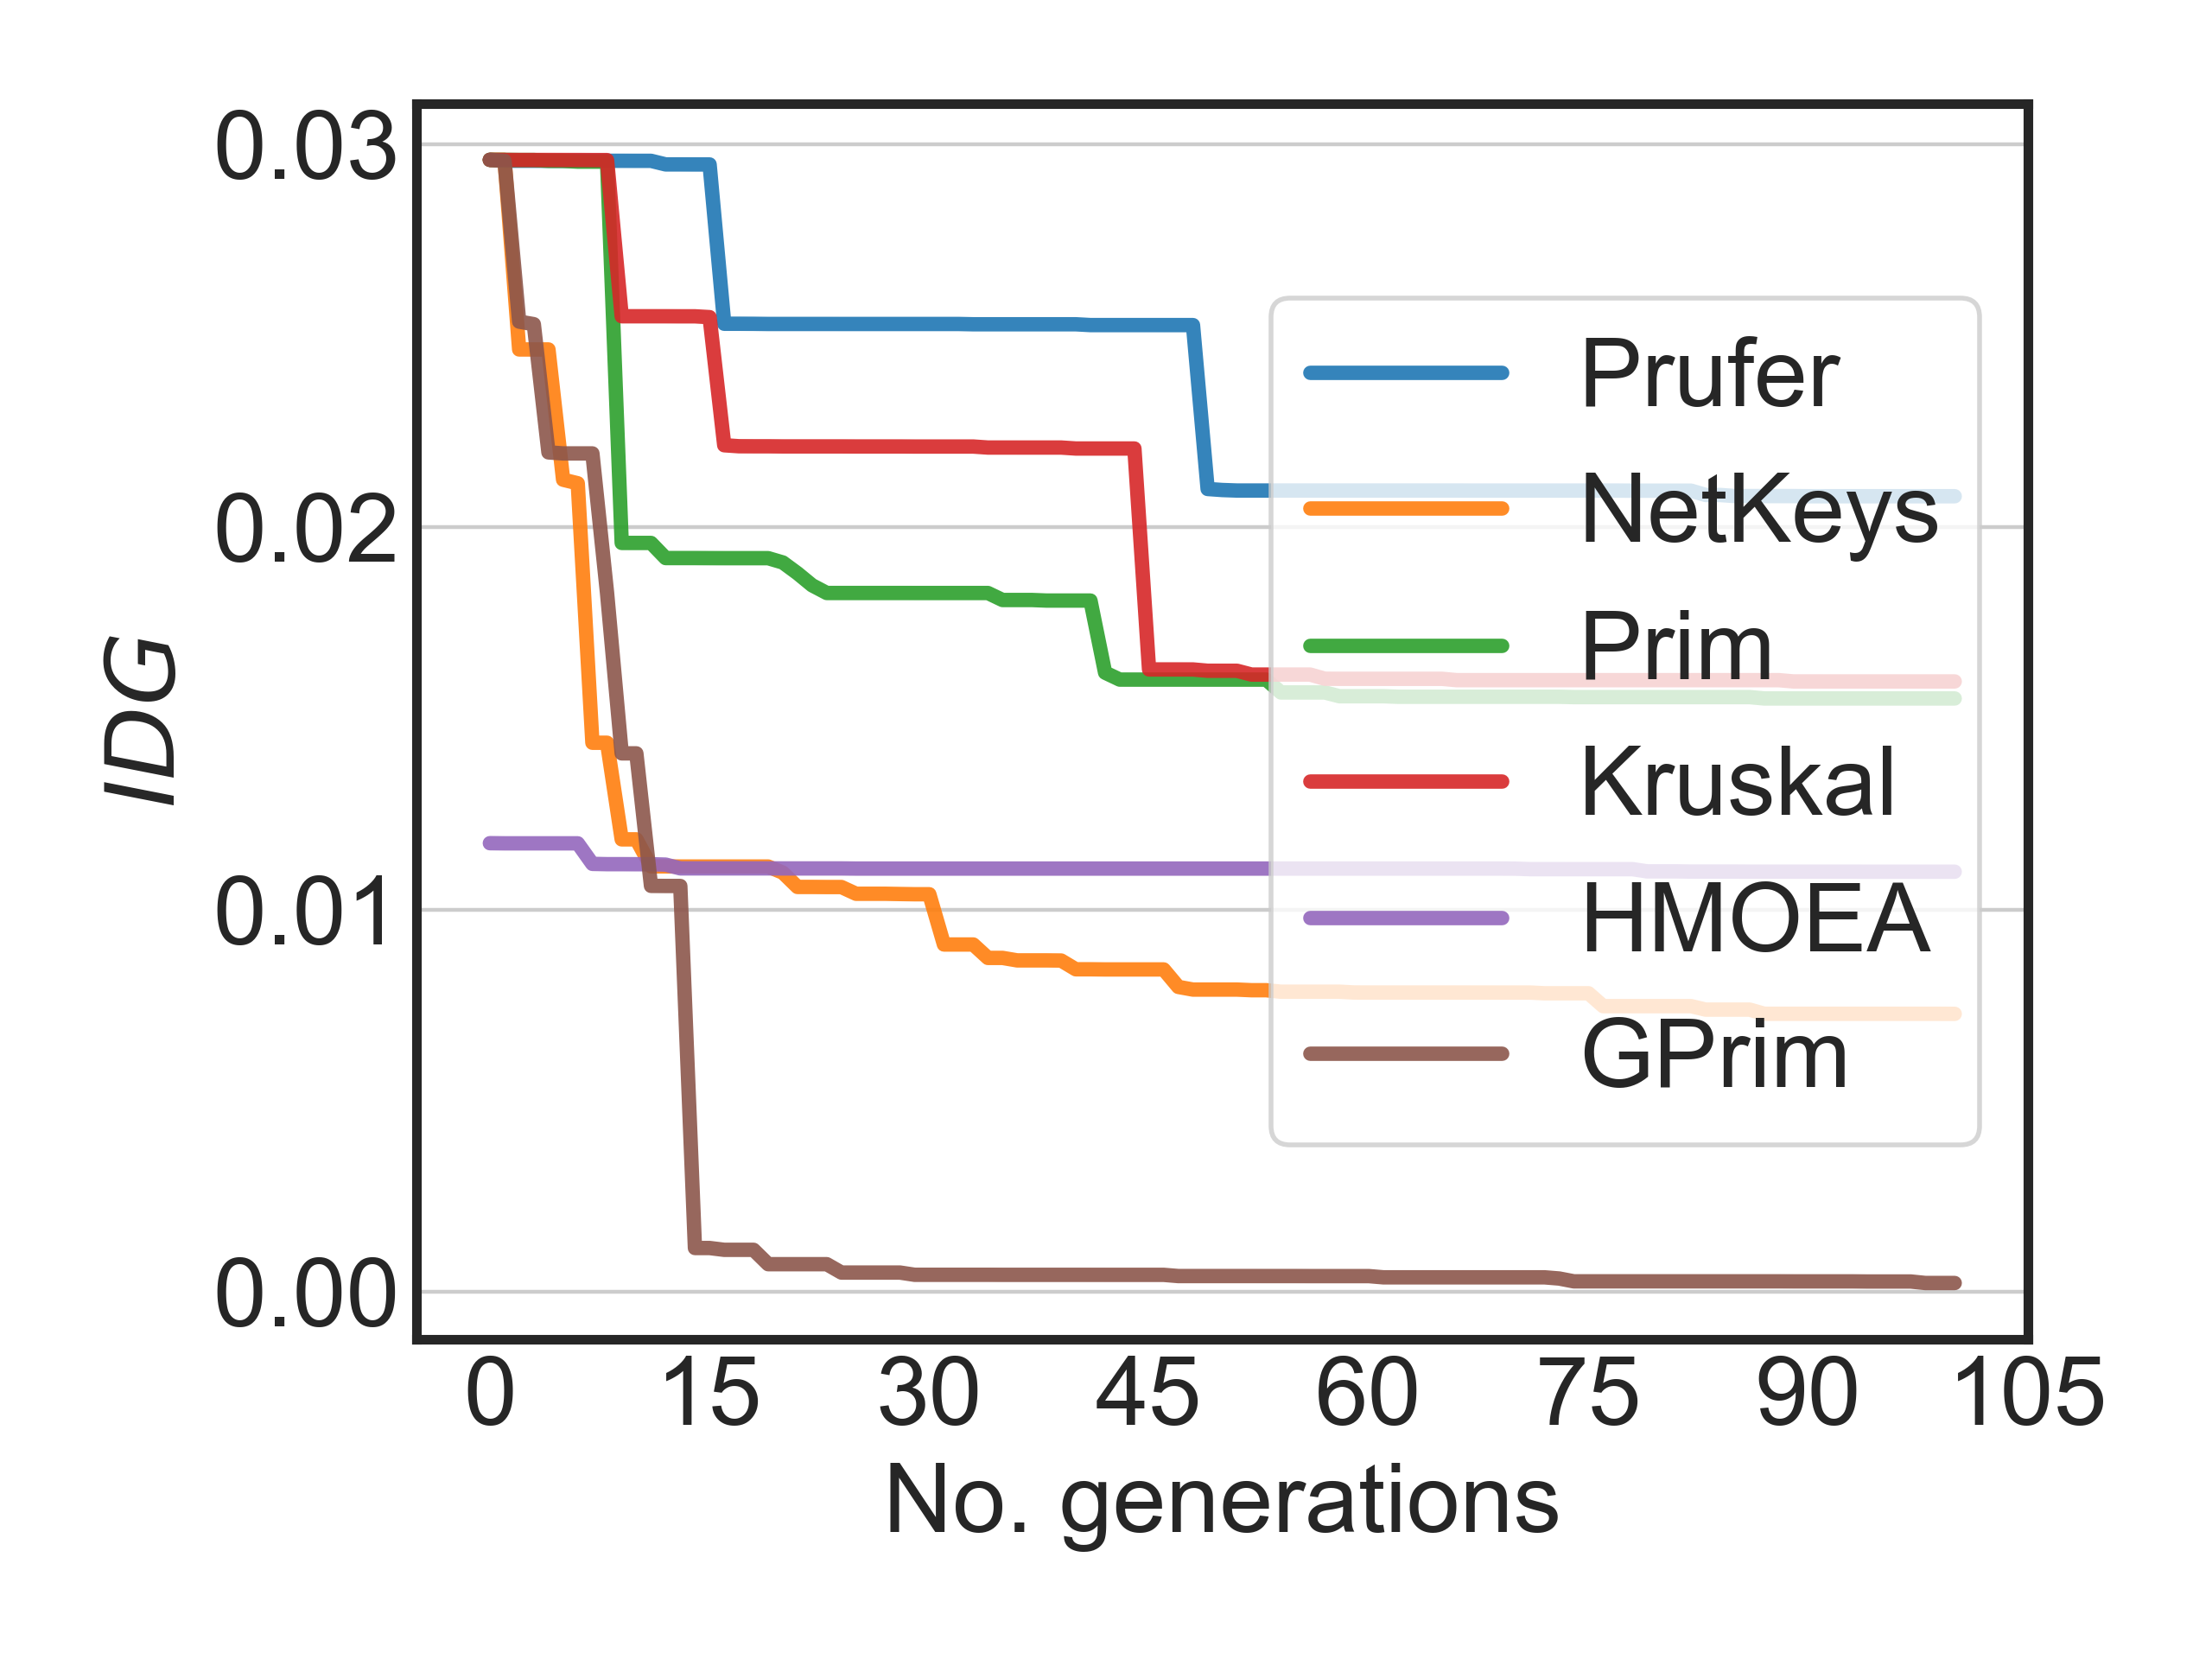 IDG
0.03
0.02
0.01
0.00
Prufer
NetKeys
Prim
Kruskal
HMOEA
GPrim
0 15 30 45 60 75 90 105
No. generations